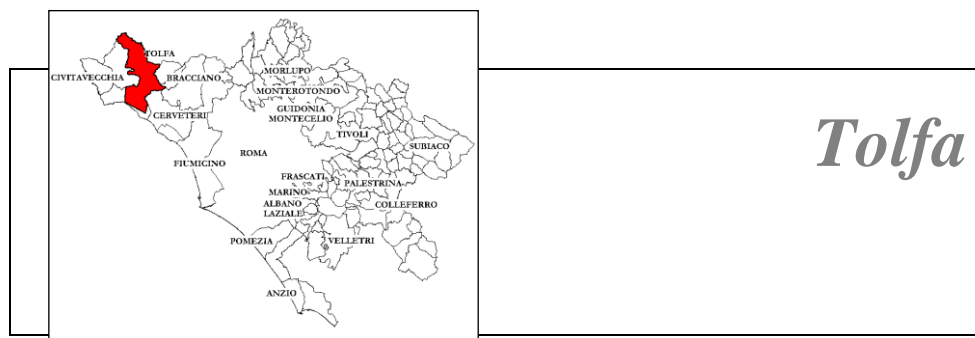 TOLFA
CIVITAVECCHIA
BRACCIANO
MORLUPO
MONTEROTONDO
GUIDONIA
MONTECELIO
CERVETERI
TIVOLI
SUBIACO
ROMA
FIUMICINO
FRASCATI
PALESTRINA
MARINO
ALBANO
LAZIALE
COLLEFERRO
POMEZIA
VELLETRI
ANZIO
Tolfa